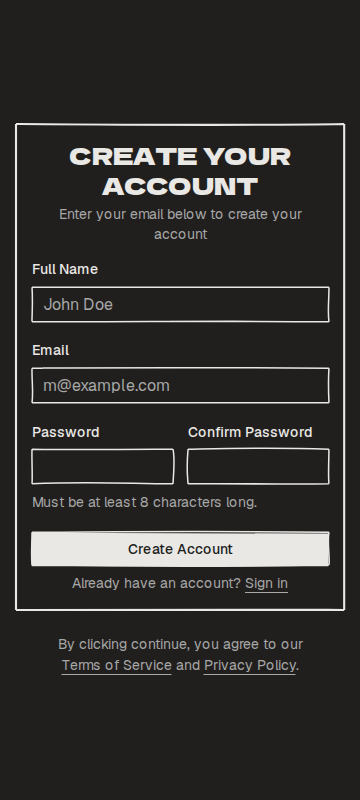 CREATE YOUR
ACCOUNT
Enter your email below to create your
account
Full Name
John Doe
Email
m@example.com
Password Confirm Password
Must be at least 8 characters long.
Create Account
Already have an account? Sign in
By clicking continue, you agree to our
Terms of Service and Privacy Policy.